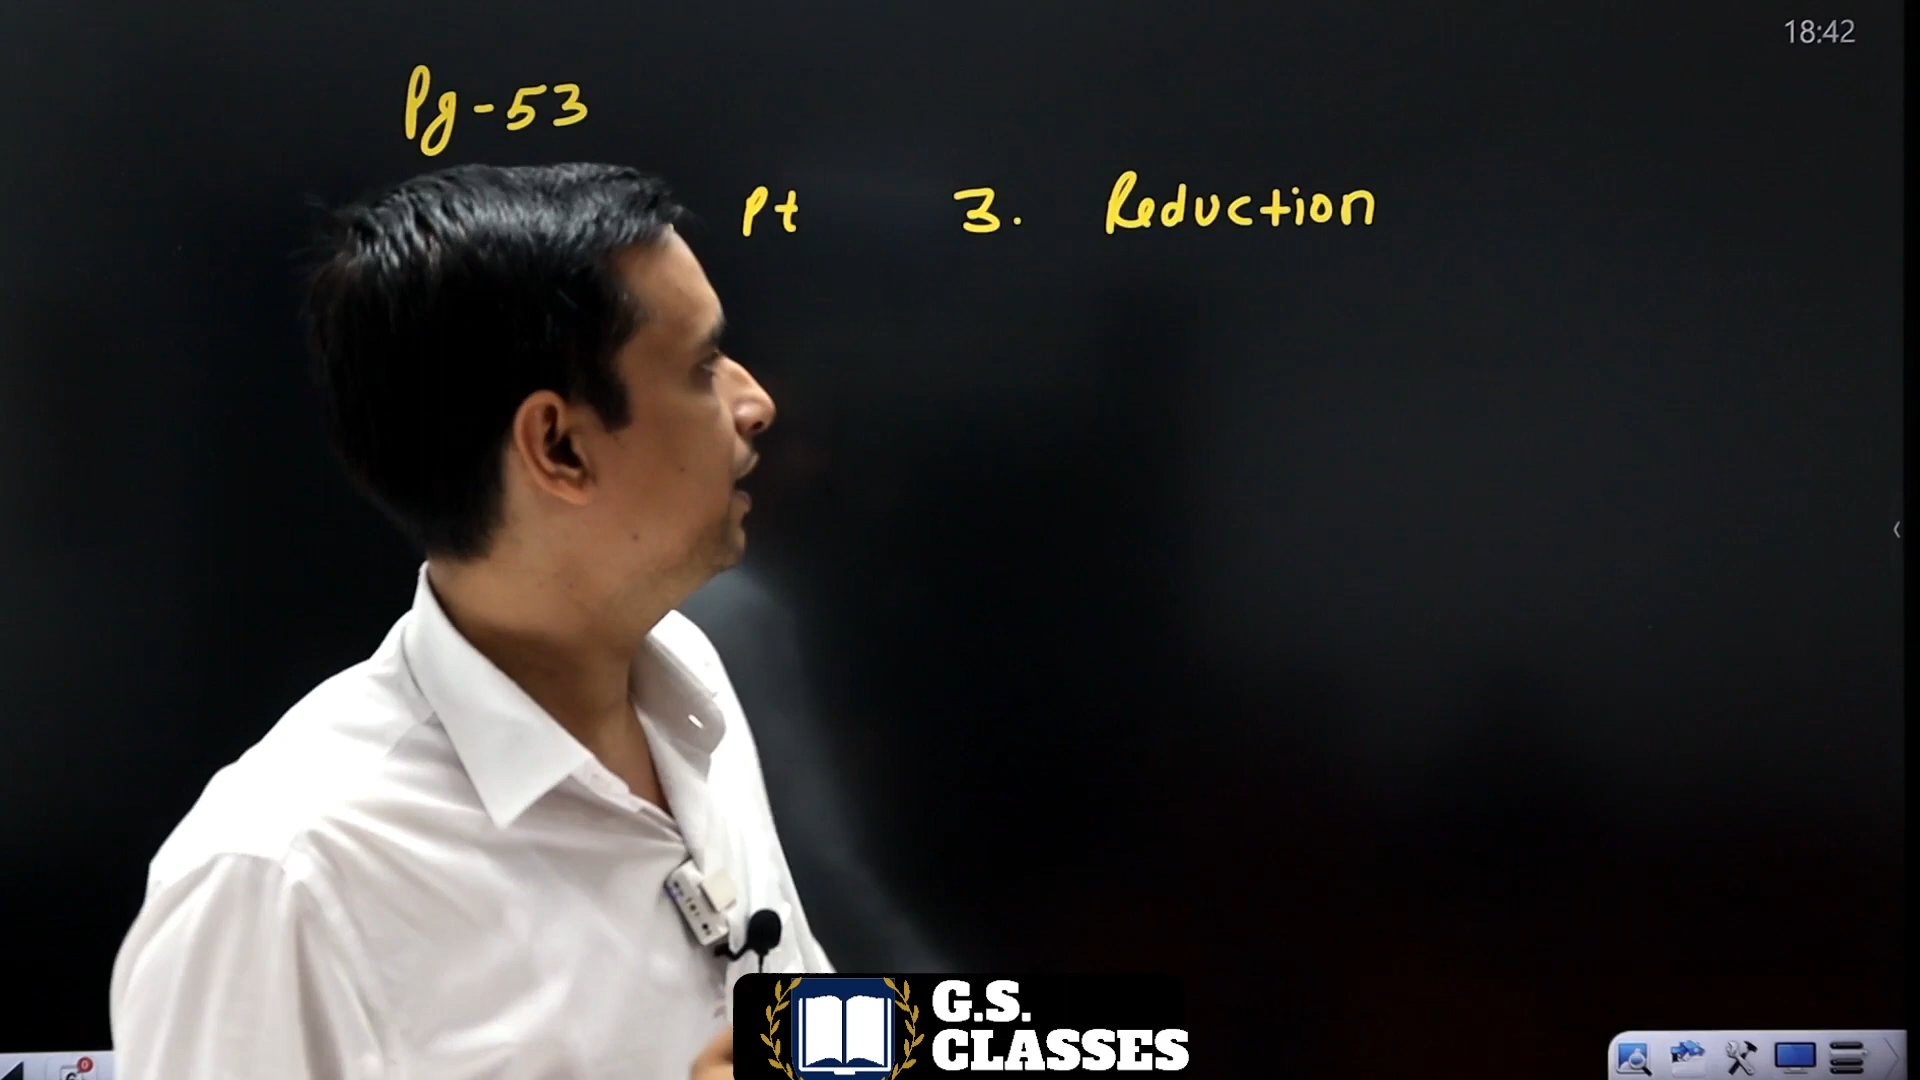 18:42
Pg-53
Pt 3. Reduction
G.S.
CLASSES